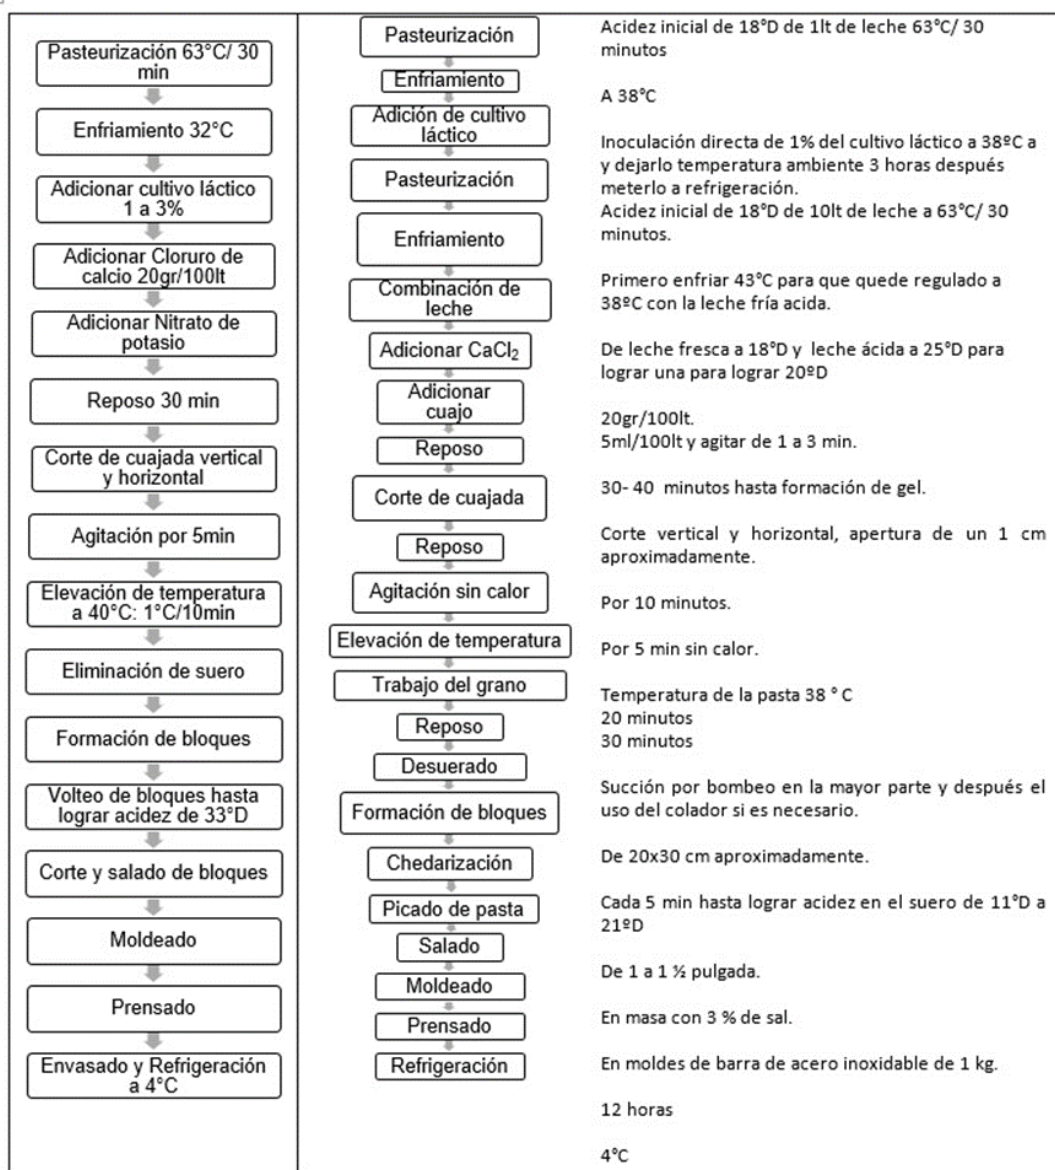 Pasteurización 63°C/ 30
min
Enfriamiento 32°C
Adicionar cultivo láctico
1 a 3%
Adicionar Cloruro de
calcio 20gr/100lt
Adicionar Nitrato de
potasio
Reposo 30 min
Corte de cuajada vertical
y horizontal
Agitación por 5min
Elevación de temperatura
a 40°C: 1°C/10min
Eliminación de suero
Formación de bloques
Volteo de bloques hasta
lograr acidez de 33°D
Corte y salado de bloques
Moldeado
Prensado
Envasado y Refrigeración
a 4°C
Pasteurización
Enfriamiento
Adición de cultivo
láctico
Pasteurización
Enfriamiento
Combinación de
leche
Adicionar CaCl₂
Adicionar
cuajo
Reposo
Corte de cuajada
Reposo
Agitación sin calor
Elevación de temperatura
Trabajo del grano
Reposo
Desuerado
Formación de bloques
Chedarización
Picado de pasta
Salado
Moldeado
Prensado
Refrigeración
Acidez inicial de 18°D de 1lt de leche 63°C/ 30
minutos
A 38°C
Inoculación directa de 1% del cultivo láctico a 38ºC a
y dejarlo temperatura ambiente 3 horas después
meterlo a refrigeración.
Acidez inicial de 18°D de 10lt de leche a 63°C/ 30
minutos.
Primero enfriar 43°C para que quede regulado a
38ºC con la leche fría acida.
De leche fresca a 18°D y leche ácida a 25°D para
lograr una para lograr 20ºD
20gr/100lt.
5ml/100lt y agitar de 1 a 3 min.
30- 40 minutos hasta formación de gel.
Corte vertical y horizontal, apertura de un 1 cm
aproximadamente.
Por 10 minutos.
Por 5 min sin calor.
Temperatura de la pasta 38 ° C
20 minutos
30 minutos
Succión por bombeo en la mayor parte y después el
uso del colador si es necesario.
De 20x30 cm aproximadamente.
Cada 5 min hasta lograr acidez en el suero de 11°D a
21ºD
De 1 a 1 ½ pulgada.
En masa con 3 % de sal.
En moldes de barra de acero inoxidable de 1 kg.
12 horas
4°C